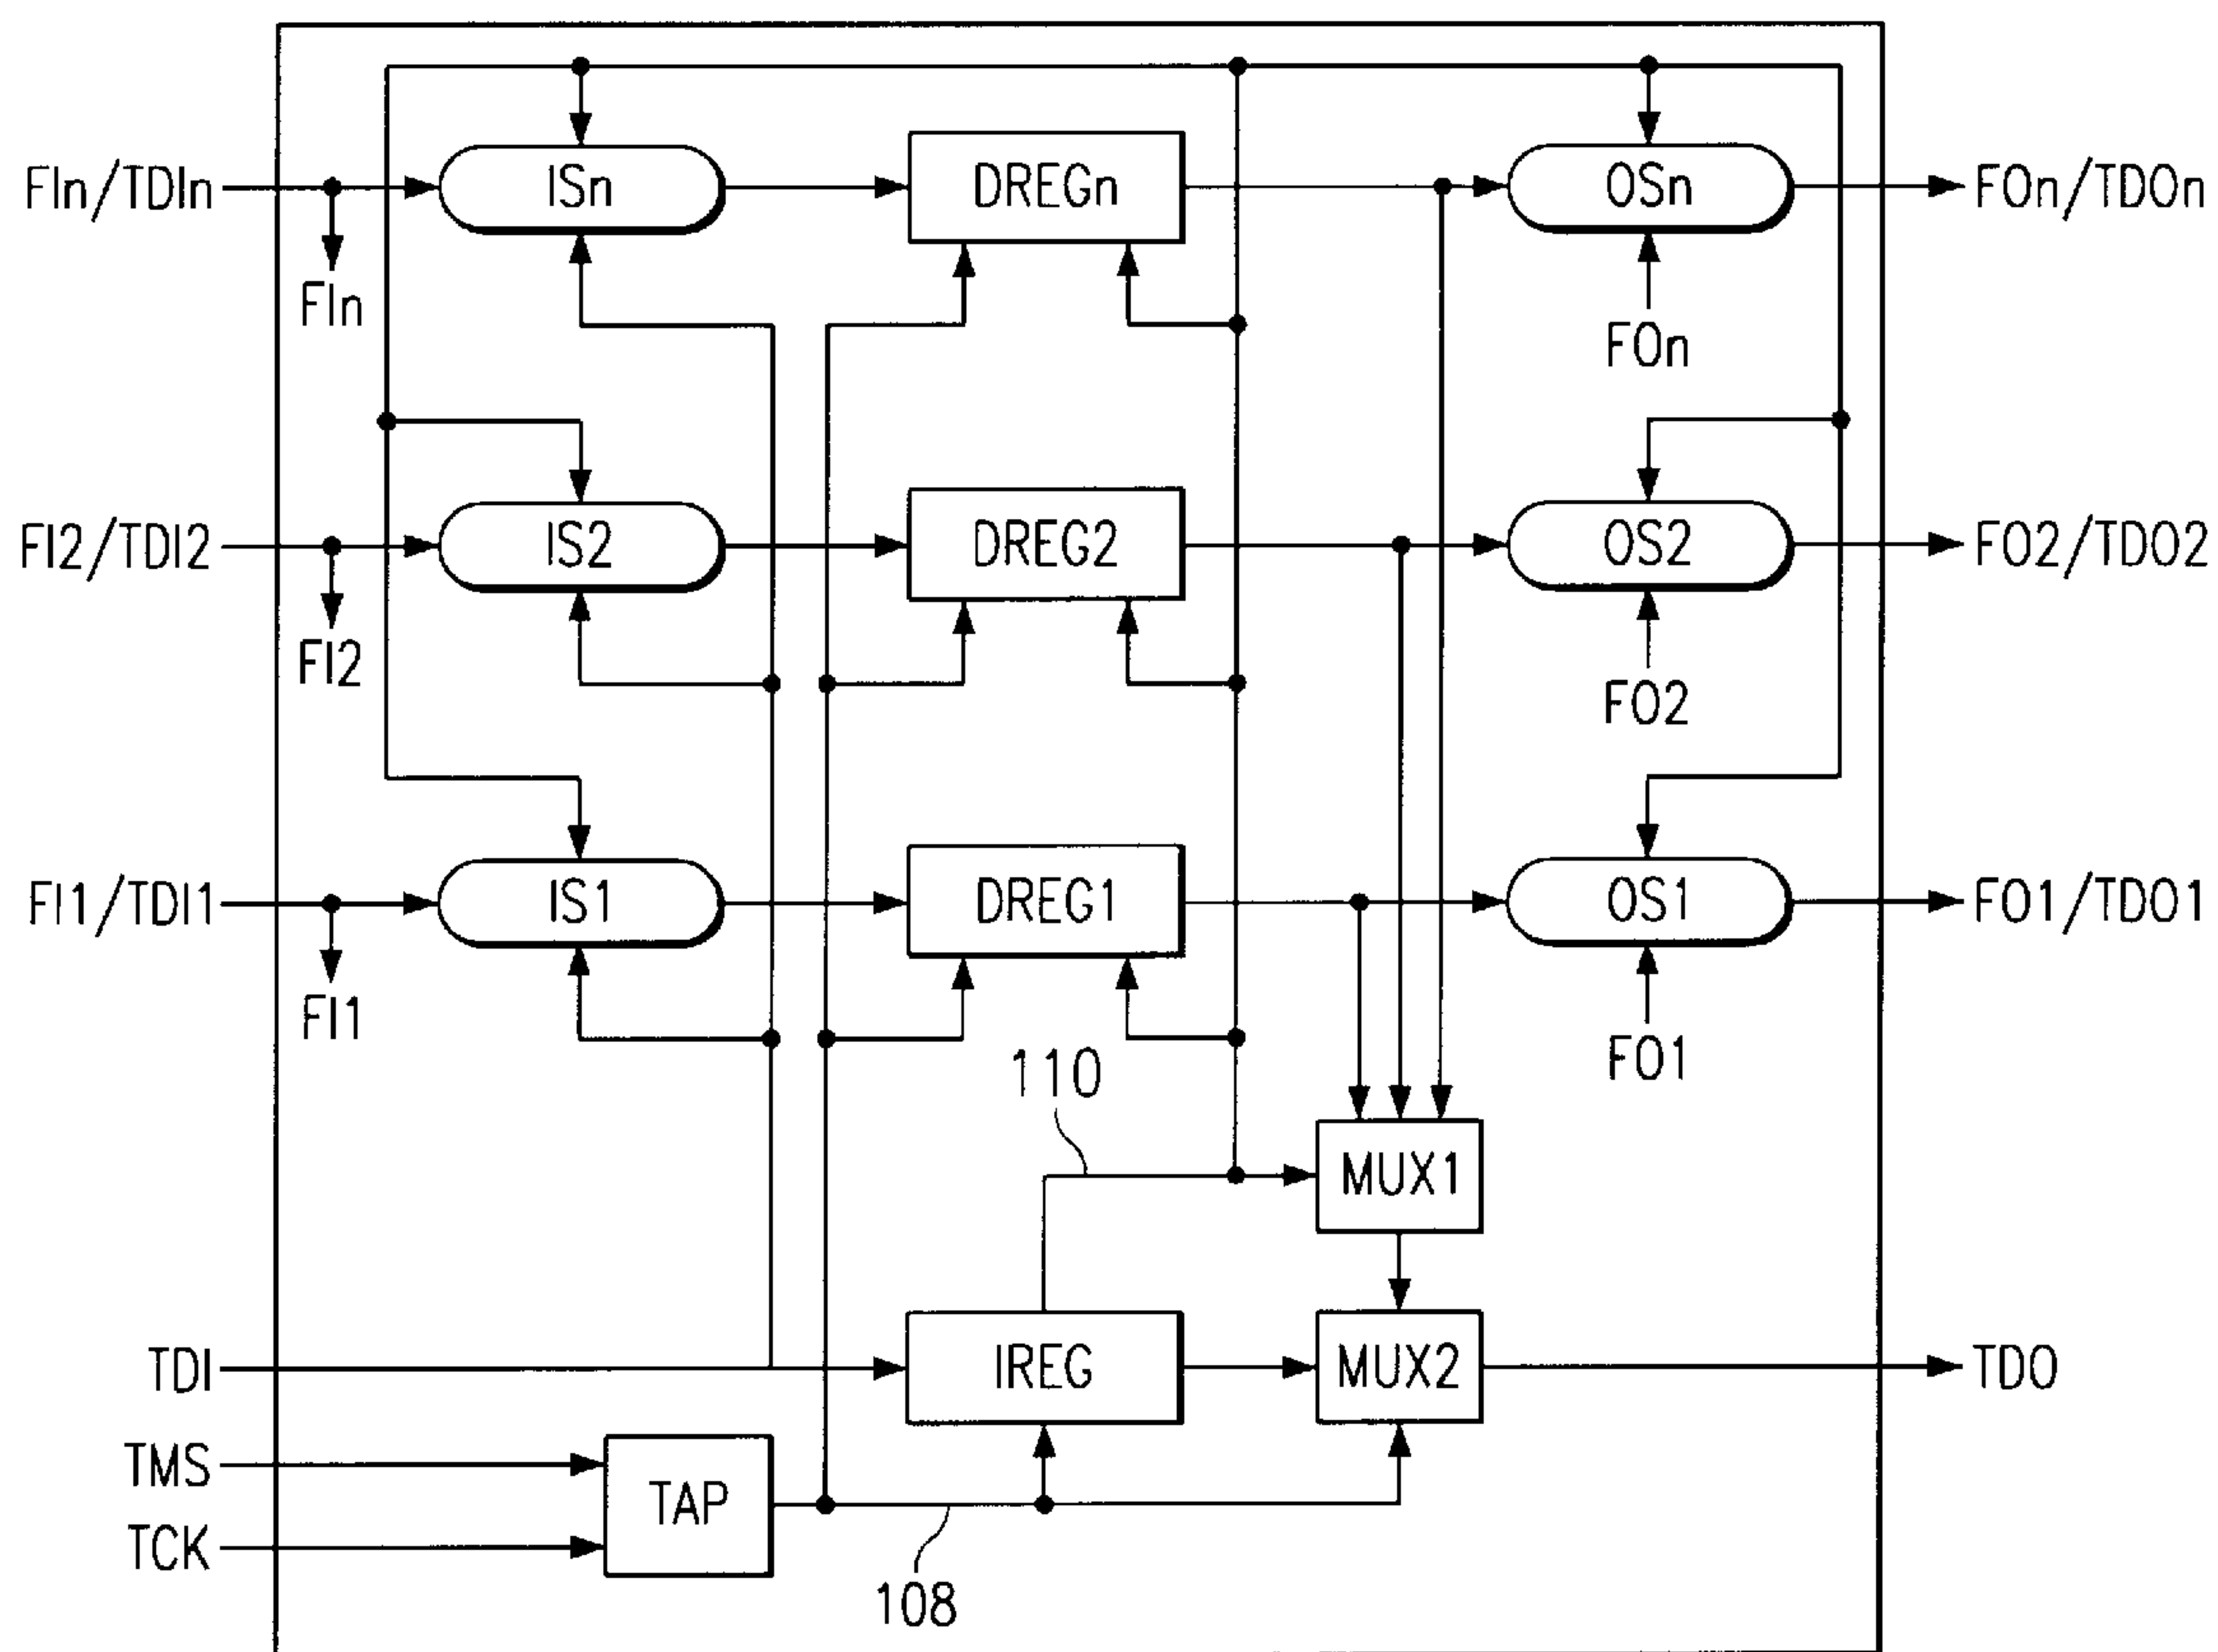 FIn/TDIn
ISn
DREGn
OSn
FOn/TDOn
FIn
FOn
FI2/TDI2
IS2
DREG2
OS2
FO2/TDO2
FI2
FO2
FI1/TDI1
IS1
DREG1
OS1
FO1/TDO1
FI1
FO1
110
MUX1
TDI
IREG
MUX2
TDO
TMS
TAP
TCK
108